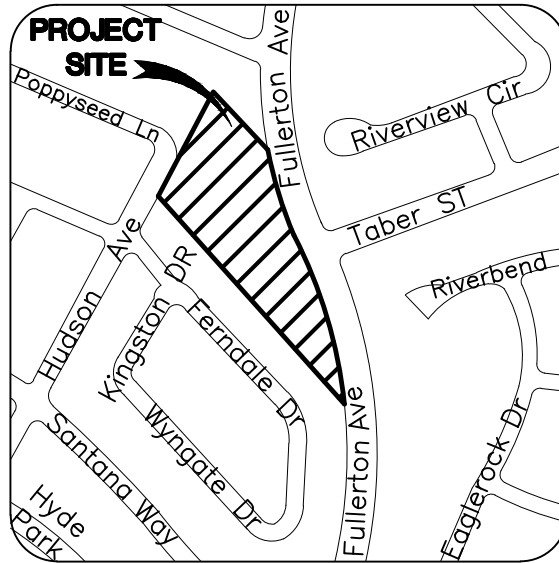 PROJECT
SITE
Fullerton Ave
Poppyseed Ln
Riverview Cir
Taber ST
Hudson Ave
Kingston DR
Riverbend
Ferndale Dr
Wyngate Dr
Santana Way
Fullerton Ave
Eaglerock Dr
Hyde
Park